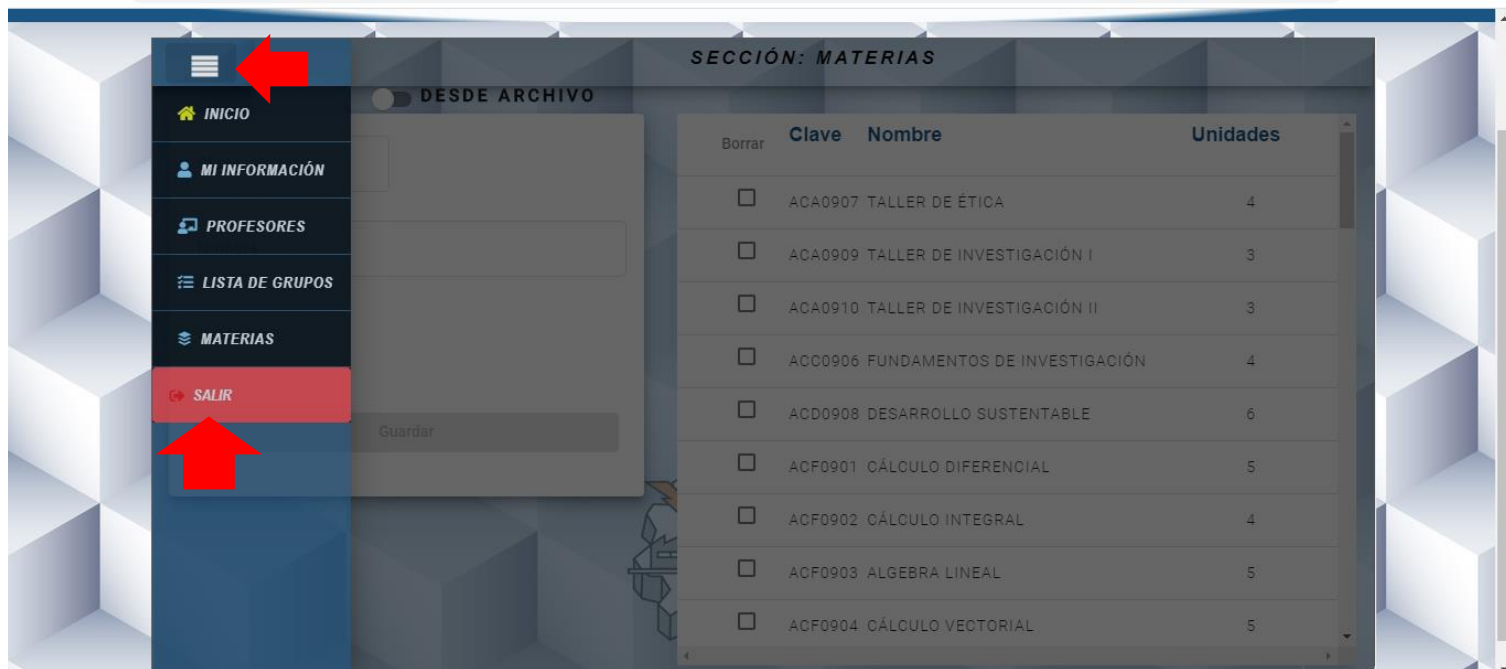 SECCIÓN: MATERIAS
DESDE ARCHIVO
INICIO
MI INFORMACIÓN
PROFESORES
LISTA DE GRUPOS
MATERIAS
SALIR
Guardar
Borrar Clave Nombre Unidades
ACA0907 TALLER DE ÉTICA 4
ACA0909 TALLER DE INVESTIGACIÓN I 3
ACA0910 TALLER DE INVESTIGACIÓN II 3
ACC0906 FUNDAMENTOS DE INVESTIGACIÓN 4
ACD0908 DESARROLLO SUSTENTABLE 6
ACF0901 CÁLCULO DIFERENCIAL 5
ACF0902 CÁLCULO INTEGRAL 4
ACF0903 ALGEBRA LINEAL 5
ACF0904 CÁLCULO VECTORIAL 5